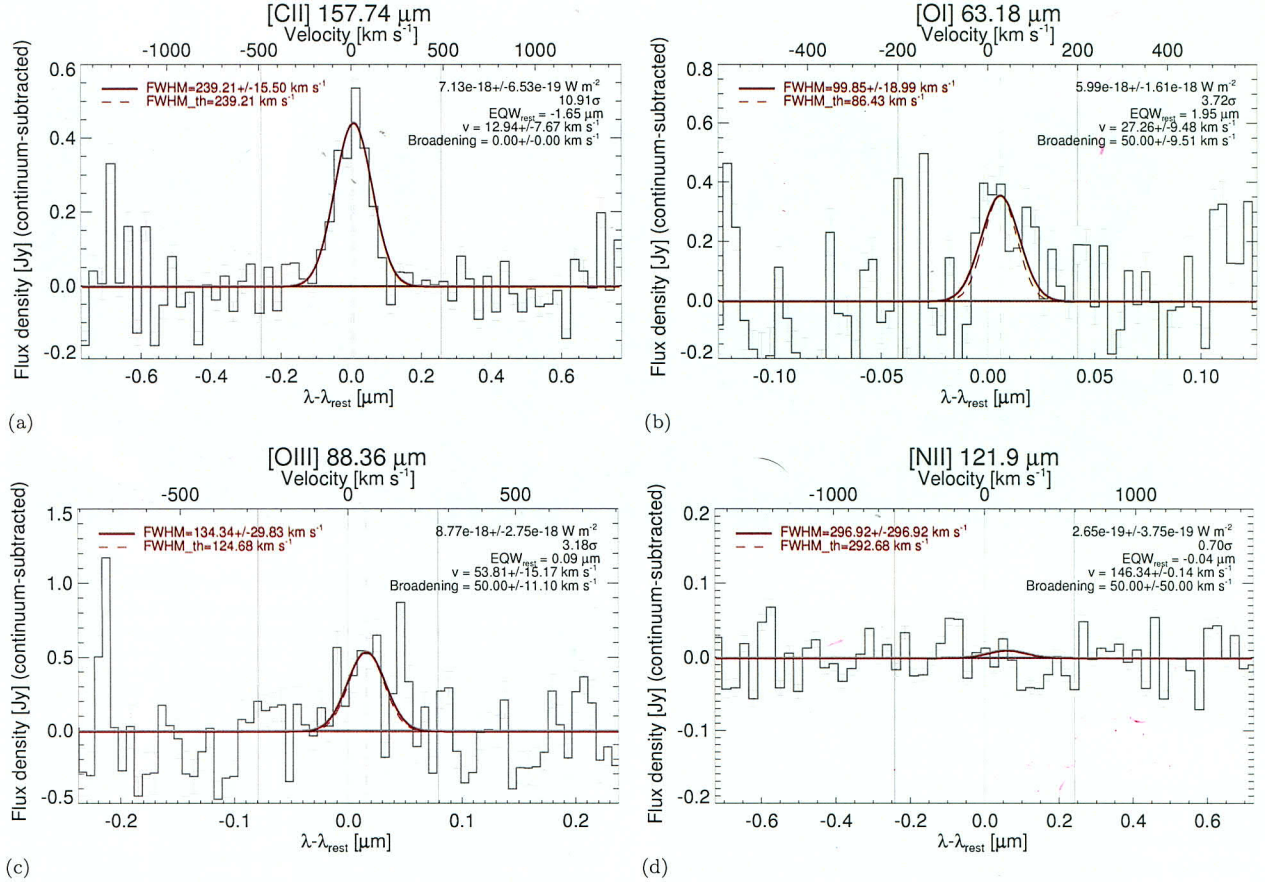 [CII] 157.74 μm
Velocity [km s-1]
-1000 -500 0 500 1000
FWHM=239.21+/-15.50 km s-1
FWHM_th=239.21 km s-1
7.13e-18+/-6.53e-19 W m-2
10.91σ
EQWrest = -1.65 μm
v = 12.94+/-7.67 km s-1
Broadening = 0.00+/-0.00 km s-1
Flux density [Jy] (continuum-subtracted)
0.6
0.4
0.2
0.0
-0.2
-0.6 -0.4 -0.2 0.0 0.2 0.4 0.6
λ-λrest [μm]
(a)
[OI] 63.18 μm
Velocity [km s-1]
-400 -200 0 200 400
FWHM=99.85+/-18.99 km s-1
FWHM_th=86.43 km s-1
5.99e-18+/-1.61e-18 W m-2
3.72σ
EQWrest = 1.95 μm
v = 27.26+/-9.48 km s-1
Broadening = 50.00+/-9.51 km s-1
Flux density [Jy] (continuum-subtracted)
0.8
0.6
0.4
0.2
0.0
-0.2
-0.10 -0.05 0.00 0.05 0.10
λ-λrest [μm]
(b)
[OIII] 88.36 μm
Velocity [km s-1]
-500 0 500
FWHM=134.34+/-29.83 km s-1
FWHM_th=124.68 km s-1
8.77e-18+/-2.75e-18 W m-2
3.18σ
EQWrest = 0.09 μm
v = 53.81+/-15.17 km s-1
Broadening = 50.00+/-11.10 km s-1
Flux density [Jy] (continuum-subtracted)
1.5
1.0
0.5
0.0
-0.5
-0.2 -0.1 0.0 0.1 0.2
λ-λrest [μm]
(c)
[NII] 121.9 μm
Velocity [km s-1]
-1000 0 1000
FWHM=296.92+/-296.92 km s-1
FWHM_th=292.68 km s-1
2.65e-19+/-3.75e-19 W m-2
0.70σ
EQWrest = -0.04 μm
v = 146.34+/-0.14 km s-1
Broadening = 50.00+/-50.00 km s-1
Flux density [Jy] (continuum-subtracted)
0.2
0.1
0.0
-0.1
-0.2
-0.6 -0.4 -0.2 0.0 0.2 0.4 0.6
λ-λrest [μm]
(d)